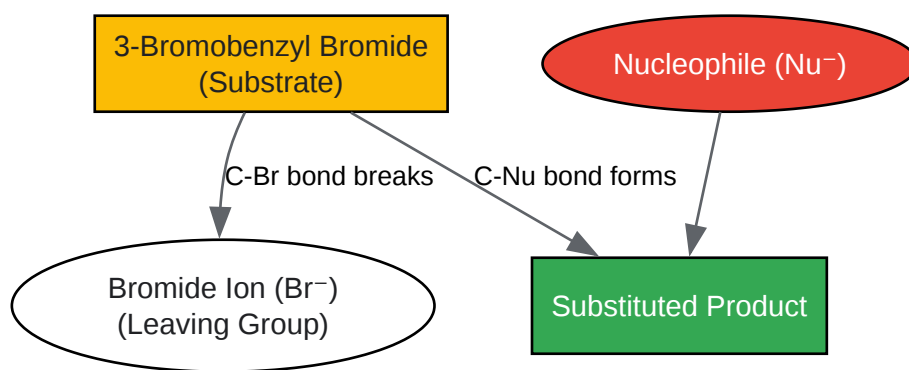 3-Bromobenzyl Bromide
(Substrate)
Nucleophile (Nu⁻)
C-Br bond breaks
C-Nu bond forms
Bromide Ion (Br⁻)
(Leaving Group)
Substituted Product